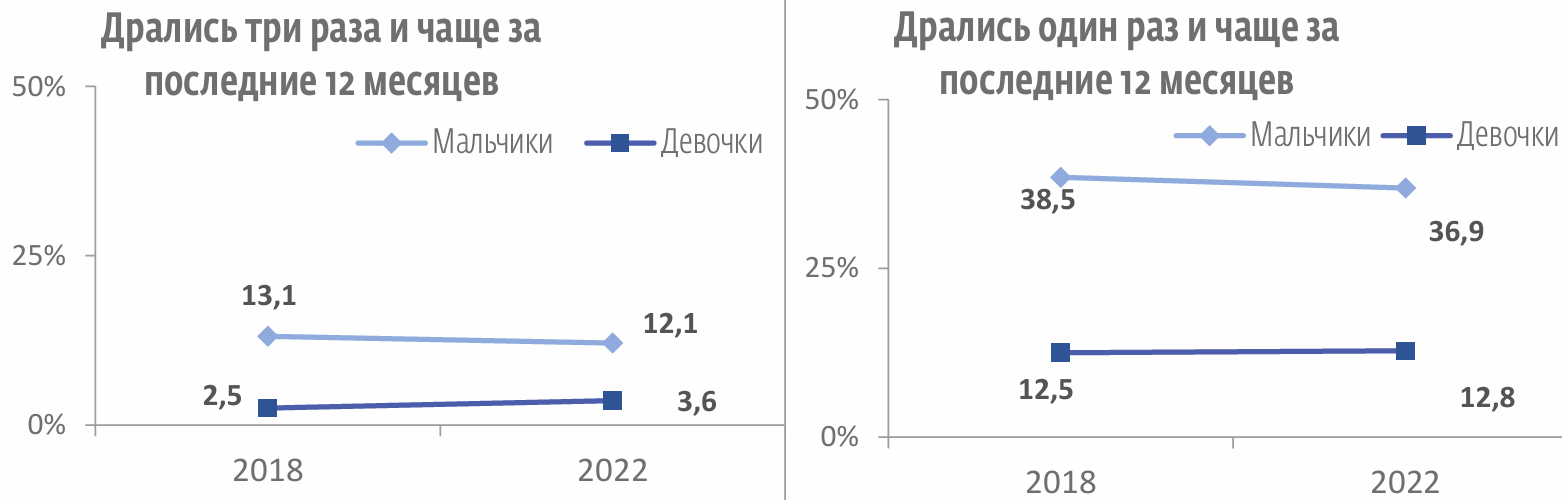 Дрались три раза и чаще за
последние 12 месяцев
50%
Мальчики Девочки
25%
13,1
12,1
2,5
3,6
0%
2018 2022
Дрались один раз и чаще за
последние 12 месяцев
50%
Мальчики Девочки
38,5
36,9
25%
12,5
12,8
0%
2018 2022